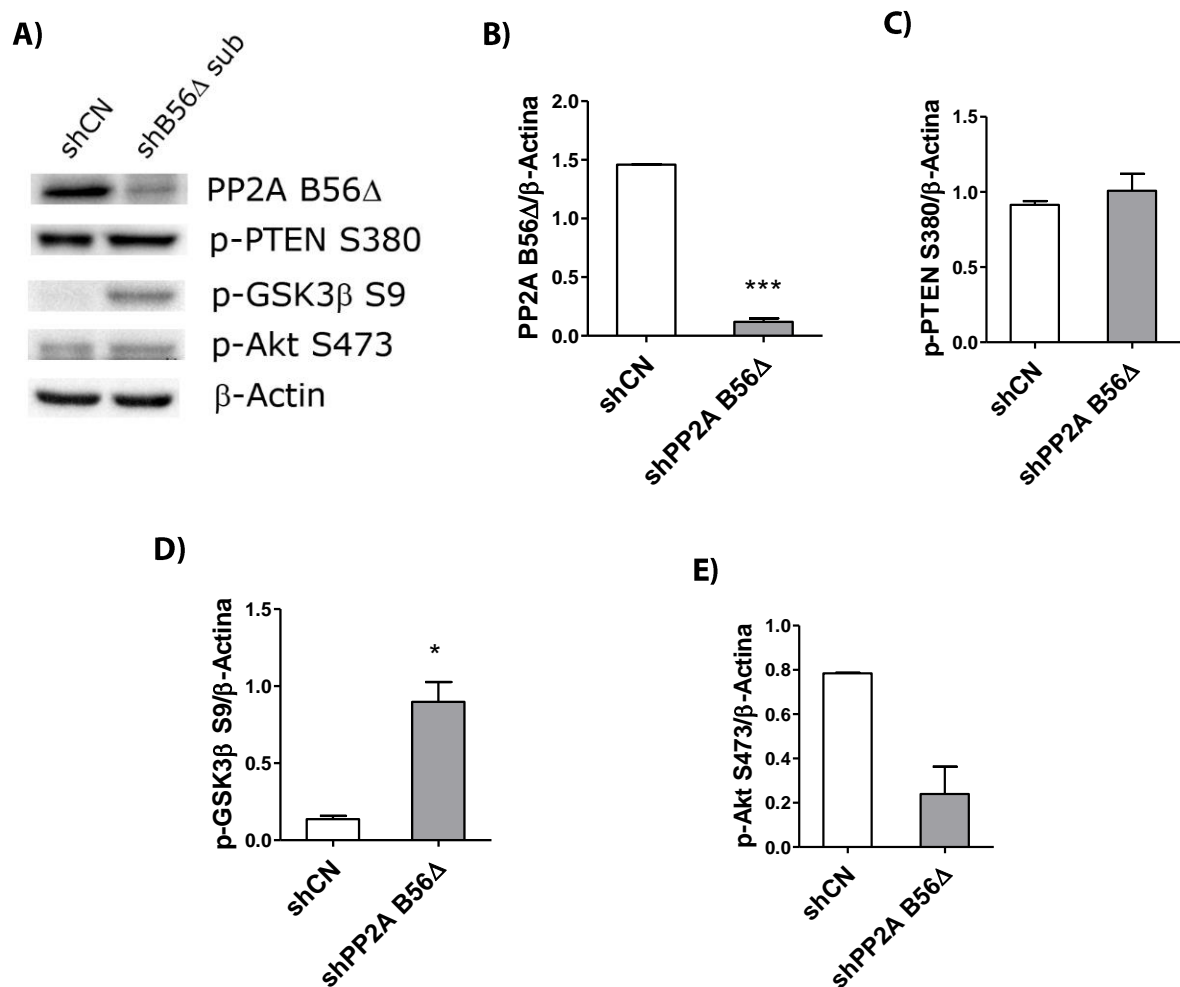 A)
shCN
shB56Δ sub
PP2A B56Δ
p-PTEN S380
p-GSK3β S9
p-Akt S473
β-Actin
B)
PP2A B56Δ/β-Actina
2.0
1.5
1.0
0.5
0.0
***
shCN
shPP2A B56Δ
C)
p-PTEN S380/β-Actina
1.5
1.0
0.5
0.0
shCN
shPP2A B56Δ
D)
p-GSK3β S9/β-Actina
1.5
1.0
0.5
0.0
*
shCN
shPP2A B56Δ
E)
p-Akt S473/β-Actina
1.0
0.8
0.6
0.4
0.2
0.0
shCN
shPP2A B56Δ